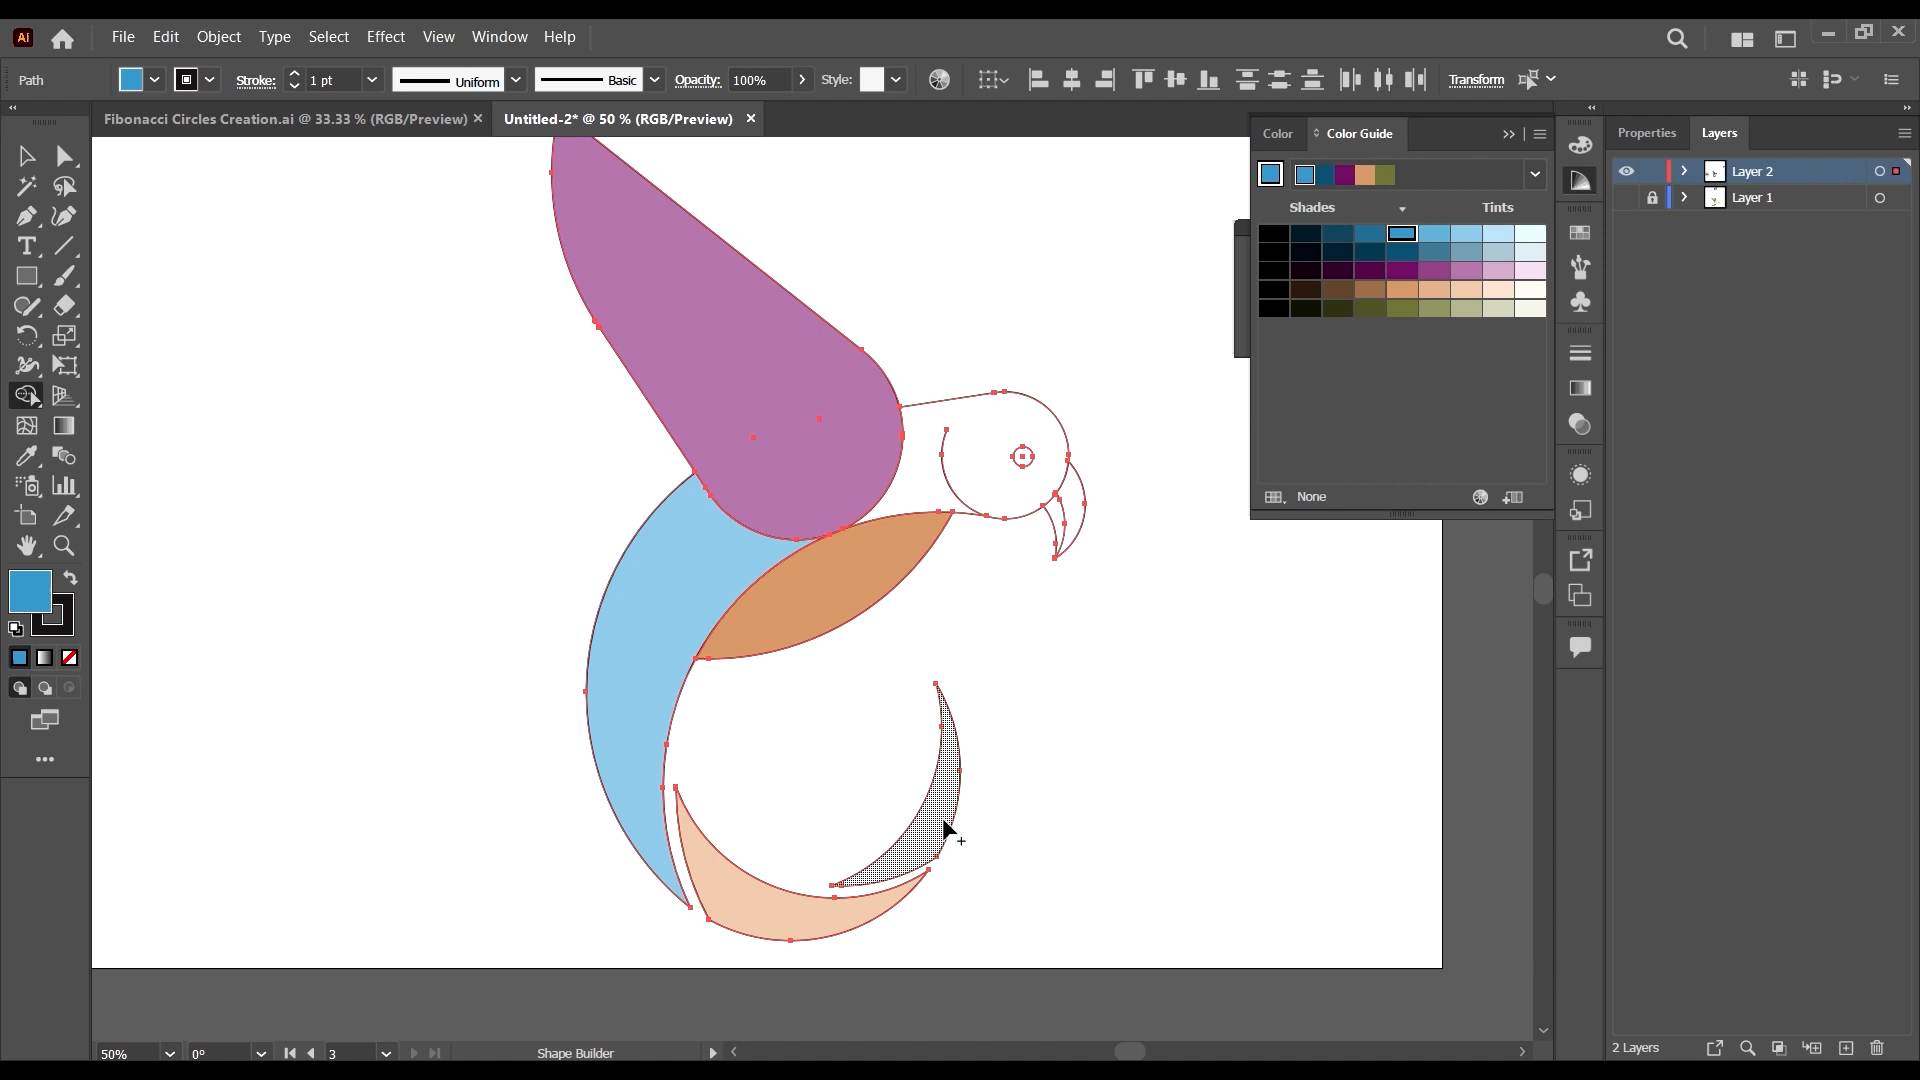 Ai File Edit Object Type Select Effect View Window Help
Path Stroke: 1 pt Uniform Basic Opacity: 100% Style: Transform
Fibonacci Circles Creation.ai @ 33.33 % (RGB/Preview) × Untitled-2* @ 50 % (RGB/Preview) ×
Color Color Guide
Properties Layers
Shades Tints
Layer 2
Layer 1
None
50% 0° 3 Shape Builder
2 Layers